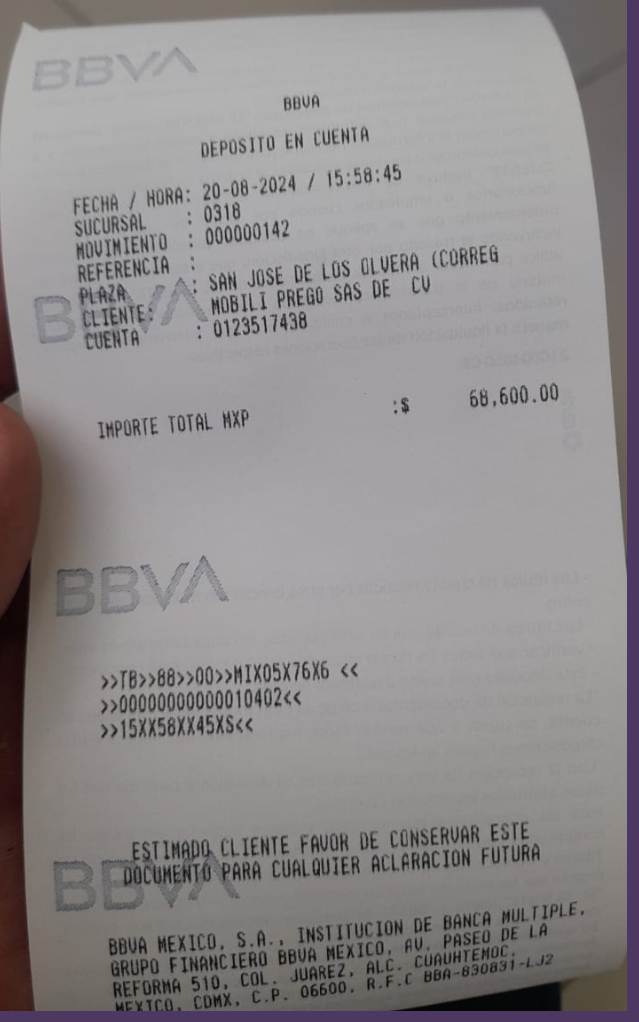 BBVA
BBVA
DEPOSITO EN CUENTA
FECHA / HORA: 20-08-2024 / 15:58:45
SUCURSAL : 0318
MOVIMIENTO : 000000142
REFERENCIA :
PLAZA : SAN JOSE DE LOS OLVERA (CORREG
CLIENTE: MOBILI PREGO SAS DE CV
CUENTA : 0123517438
BBVA
IMPORTE TOTAL MXP :$ 68,600.00
BBVA
>>TB>>88>>00>>MIX05X76X6 <<
>>00000000000010402<<
>>15XX58XX45XS<<
ESTIMADO CLIENTE FAVOR DE CONSERVAR ESTE
DOCUMENTO PARA CUALQUIER ACLARACION FUTURA
BBVA
BBVA MEXICO, S.A., INSTITUCION DE BANCA MULTIPLE,
GRUPO FINANCIERO BBVA MEXICO, AV. PASEO DE LA
REFORMA 510, COL. JUAREZ, ALC. CUAUHTEMOC,
MEXICO, CDMX, C.P. 06600. R.F.C BBA-830831-LJ2